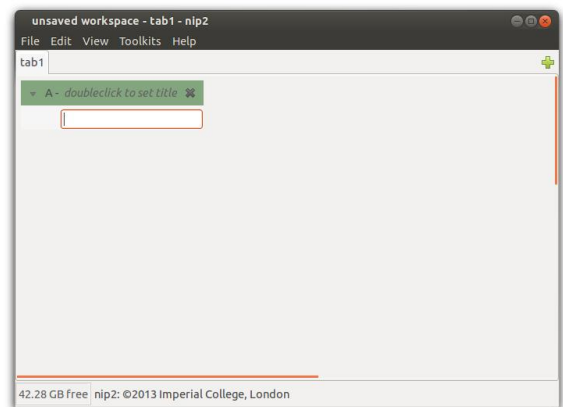 unsaved workspace - tab1 - nip2
File Edit View Toolkits Help
tab1
A - doubleclick to set title
42.28 GB free nip2: ©2013 Imperial College, London